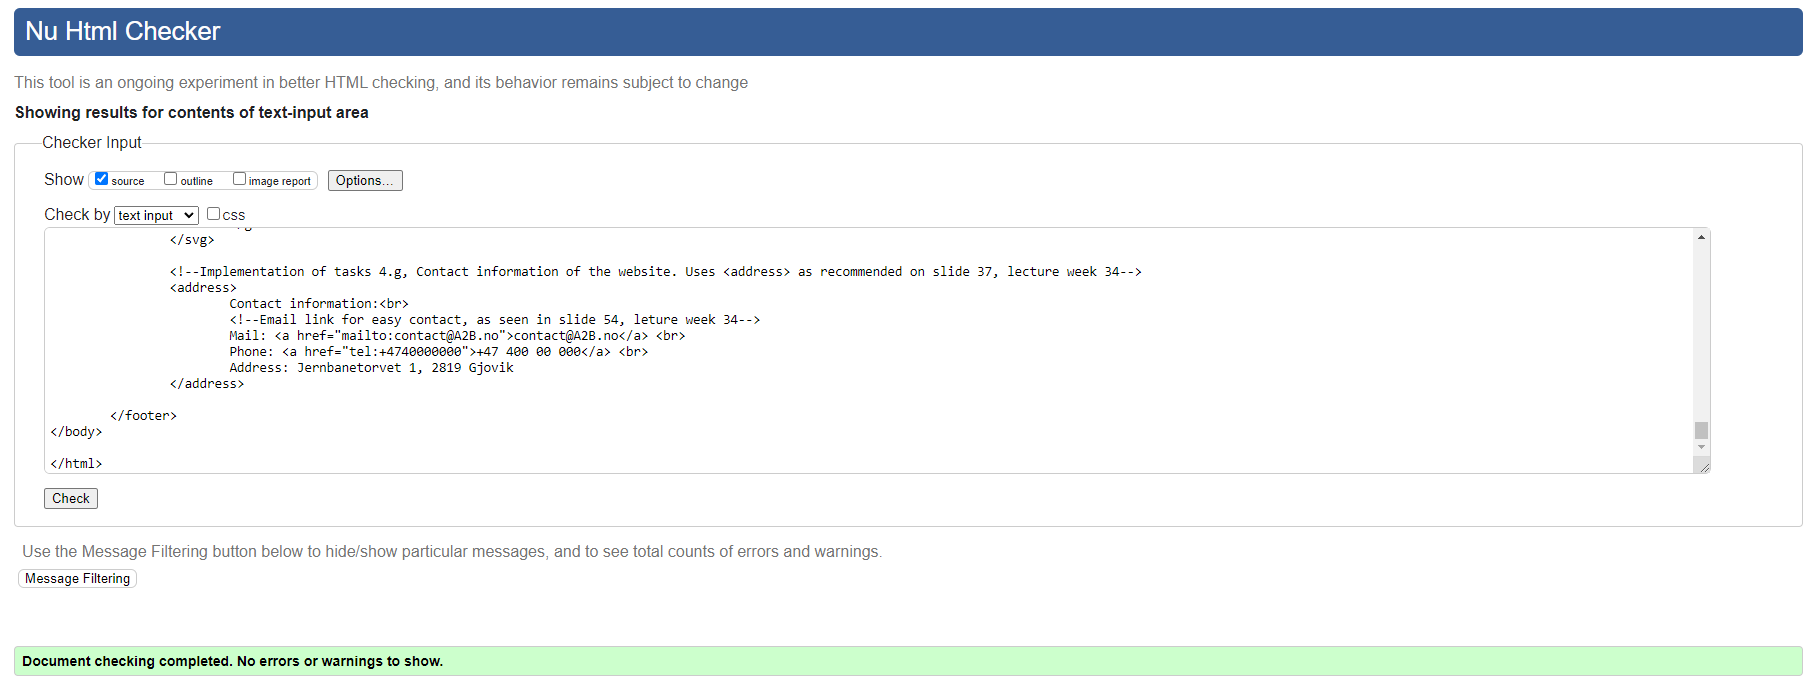 Nu Html Checker
This tool is an ongoing experiment in better HTML checking, and its behavior remains subject to change
Showing results for contents of text-input area
Checker Input
Show source outline image report Options...
Check by text input css
</svg>
<!--Implementation of tasks 4.g, Contact information of the website. Uses <address> as recommended on slide 37, lecture week 34-->
<address>
Contact information:<br>
<!--Email link for easy contact, as seen in slide 54, leture week 34-->
Mail: <a href="mailto:contact@A2B.no">contact@A2B.no</a> <br>
Phone: <a href="tel:+4740000000">+47 400 00 000</a> <br>
Address: Jernbanetorvet 1, 2819 Gjovik
</address>
</footer>
</body>
</html>
Check
Use the Message Filtering button below to hide/show particular messages, and to see total counts of errors and warnings.
Message Filtering
Document checking completed. No errors or warnings to show.